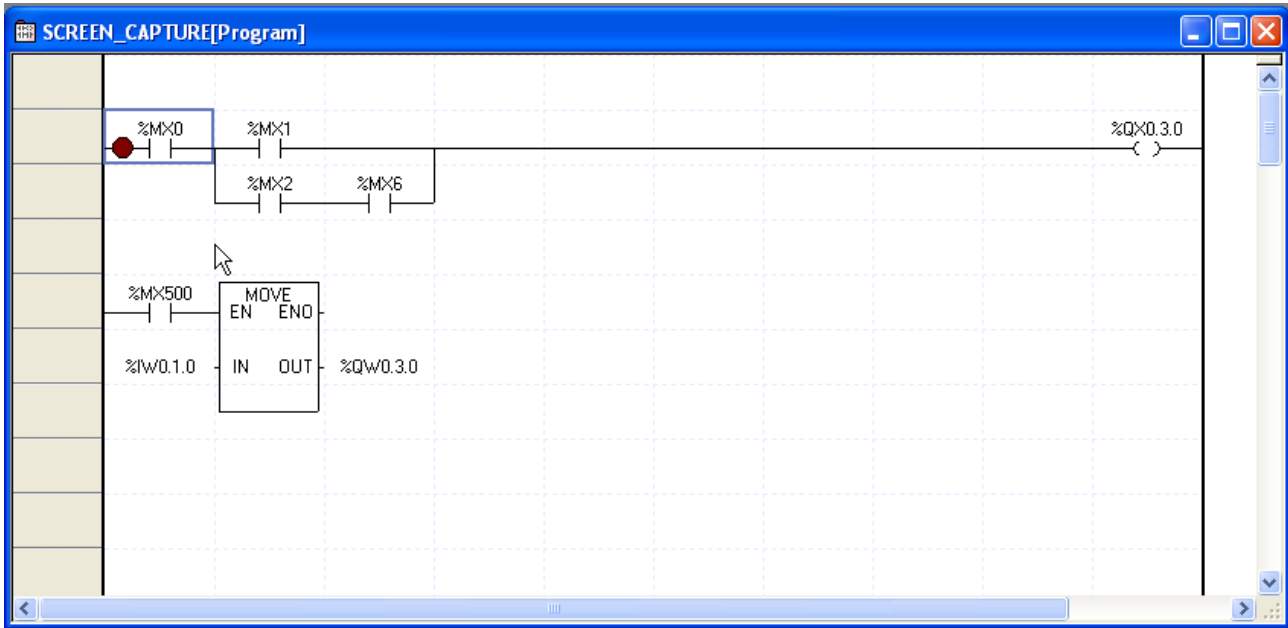 SCREEN_CAPTURE[Program]
%MX0 %MX1 %QX0.3.0
%MX2 %MX6
%MX500 MOVE
EN ENO
%IW0.1.0 IN OUT %QW0.3.0